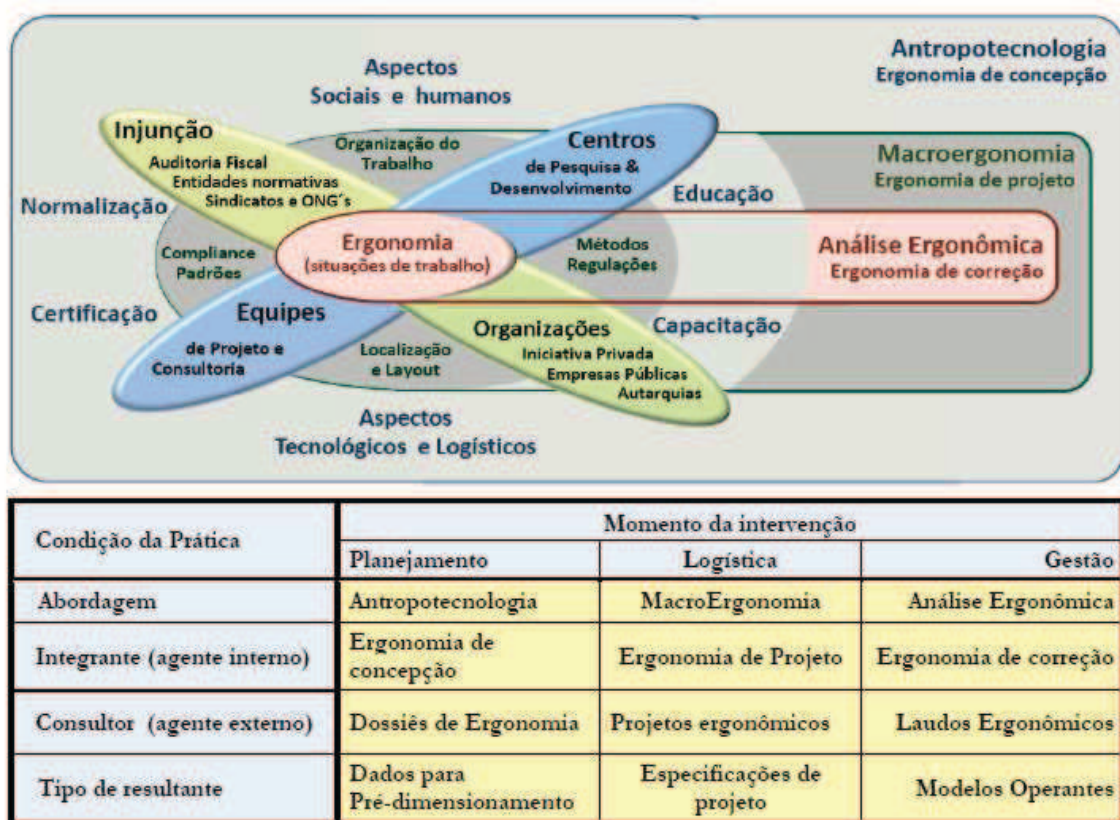 Antropotecnologia
Ergonomia de concepção
Aspectos
Sociais e humanos
Injunção
Auditoria Fiscal
Entidades normativas
Sindicatos e ONG´s
Organização do
Trabalho
Centros
de Pesquisa &
Desenvolvimento
Macroergonomia
Ergonomia de projeto
Normalização
Educação
Ergonomia
(situações de trabalho)
Compliance
Padrões
Métodos
Regulações
Análise Ergonômica
Ergonomia de correção
Certificação
Equipes
de Projeto e
Consultoria
Localização
e Layout
Organizações
Iniciativa Privada
Empresas Públicas
Autarquias
Capacitação
Aspectos
Tecnológicos e Logísticos
Condição da Prática
Momento da intervenção
Planejamento Logística Gestão
Abordagem Antropotecnologia MacroErgonomia Análise Ergonômica
Integrante (agente interno) Ergonomia de
concepção Ergonomia de Projeto Ergonomia de correção
Consultor (agente externo) Dossiês de Ergonomia Projetos ergonômicos Laudos Ergonômicos
Tipo de resultante Dados para
Pré-dimensionamento Especificações de
projeto Modelos Operantes